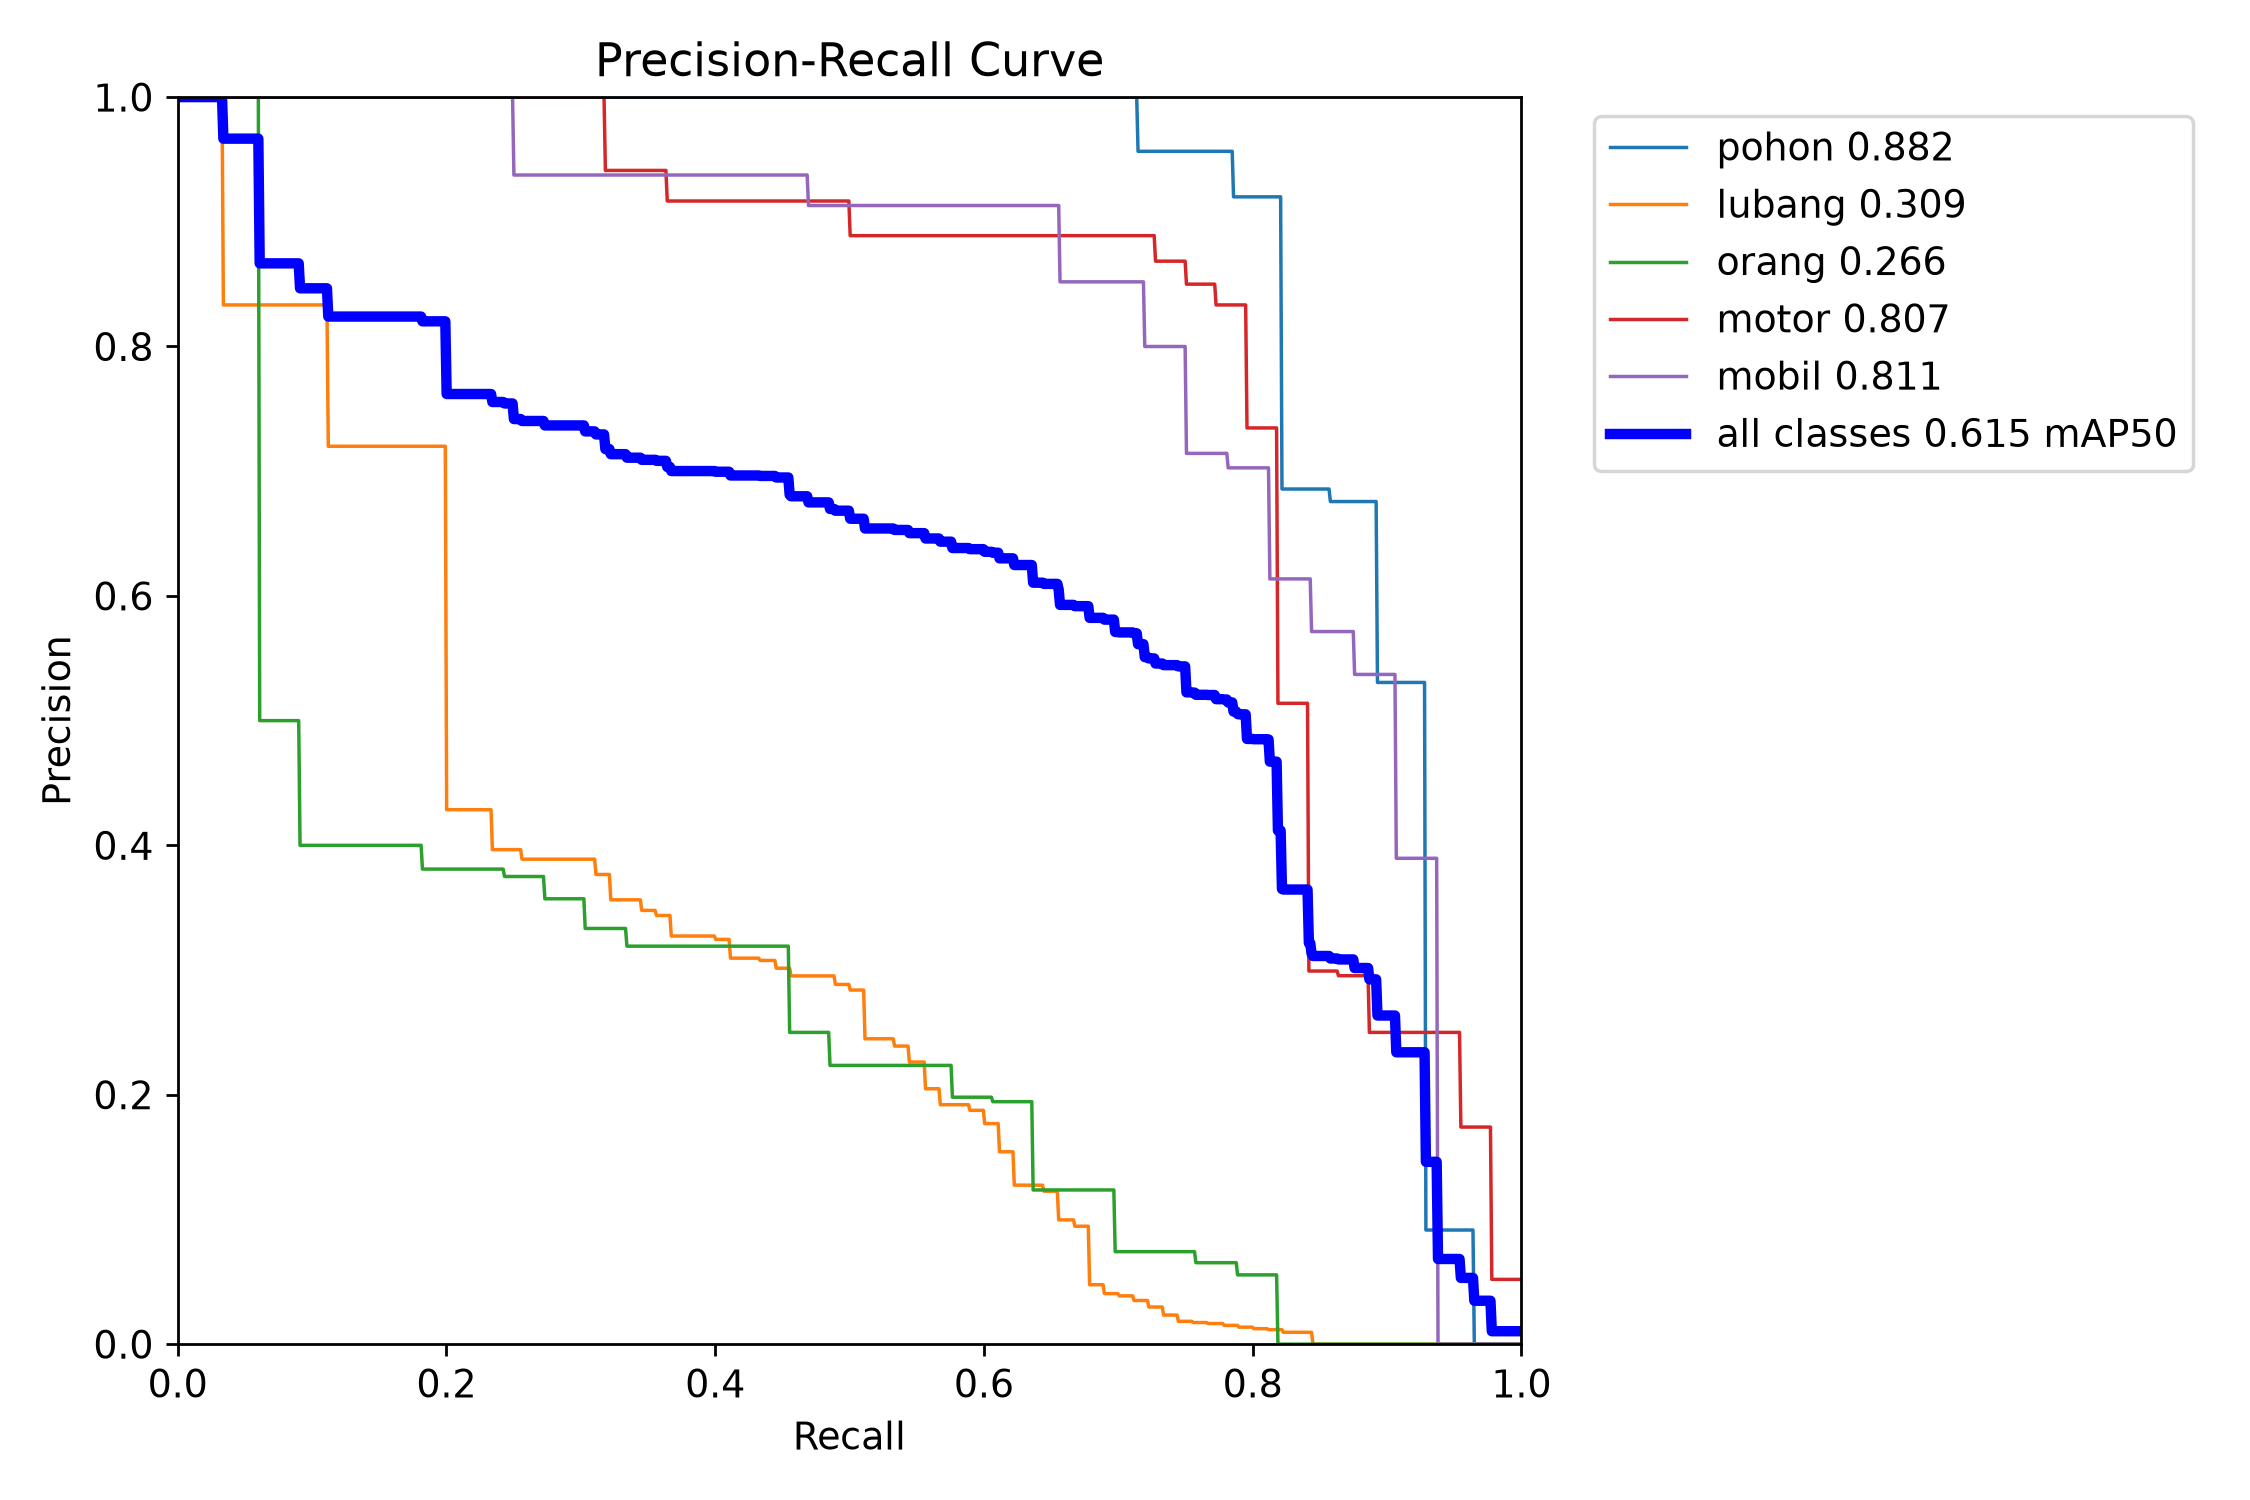 Precision-Recall Curve
1.0
0.8
0.6
0.4
0.2
0.0
Precision
0.0 0.2 0.4 0.6 0.8 1.0
Recall
pohon 0.882
lubang 0.309
orang 0.266
motor 0.807
mobil 0.811
all classes 0.615 mAP50